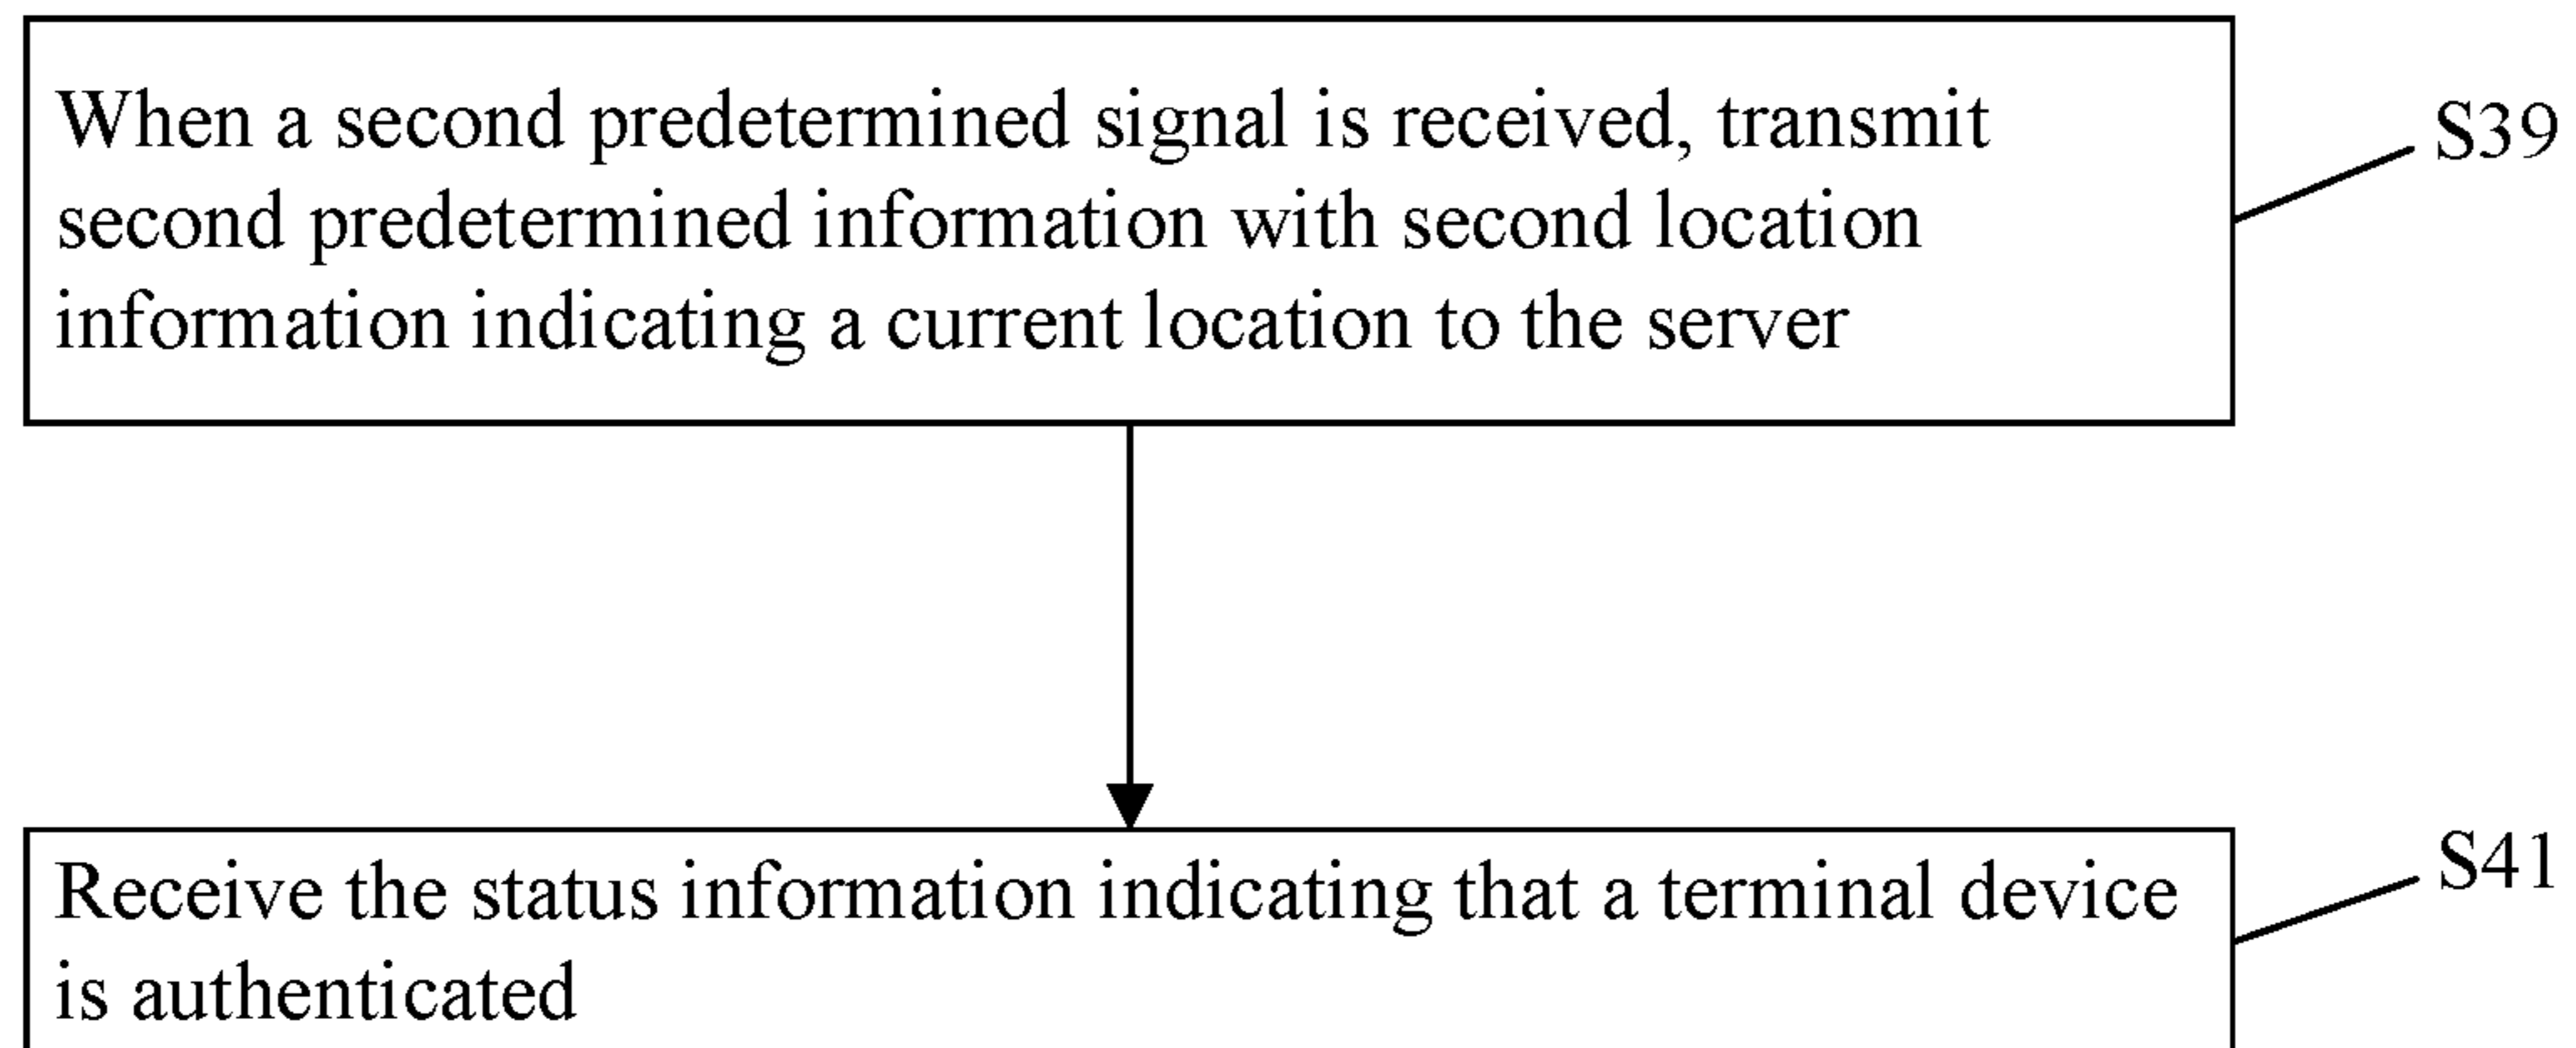 When a second predetermined signal is received, transmit
second predetermined information with second location
information indicating a current location to the server
S39
Receive the status information indicating that a terminal device
is authenticated
S41